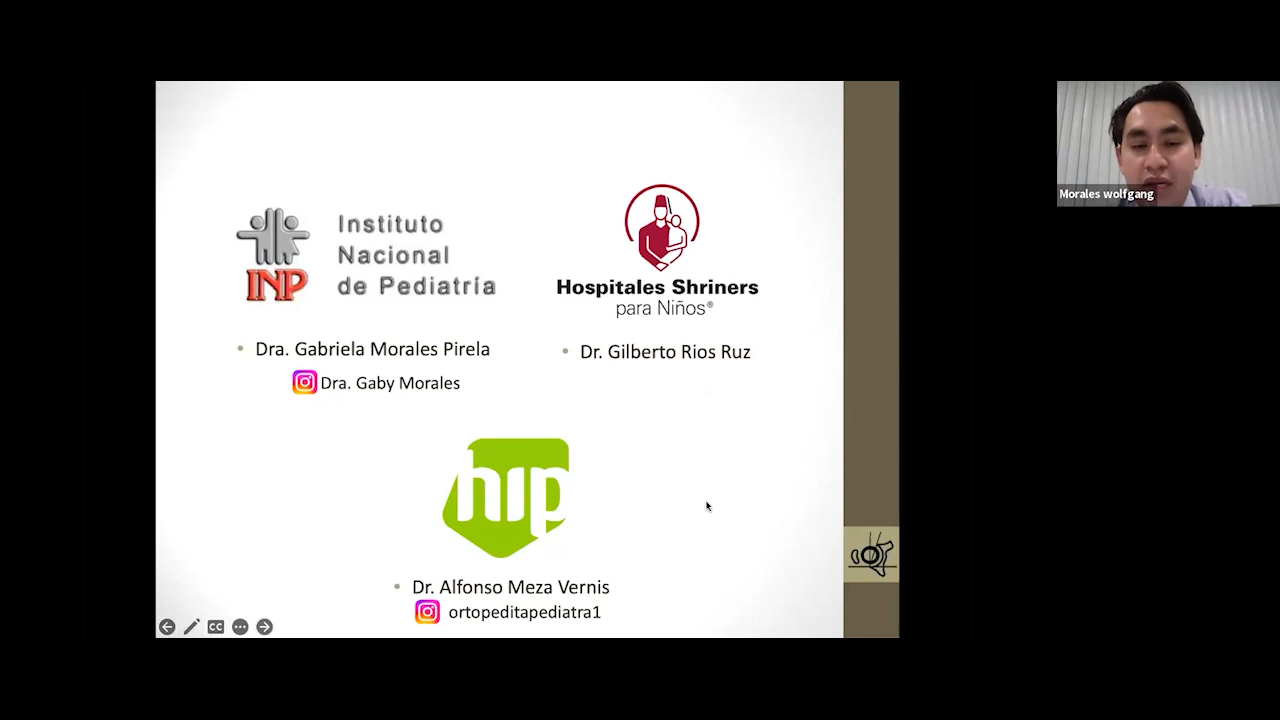 Instituto
Nacional
de Pediatría
INP
Hospitales Shriners
para Niños®
• Dra. Gabriela Morales Pirela
Dra. Gaby Morales
• Dr. Gilberto Rios Ruz
hip
• Dr. Alfonso Meza Vernis
ortopeditapediatra1
CC
Morales wolfgang